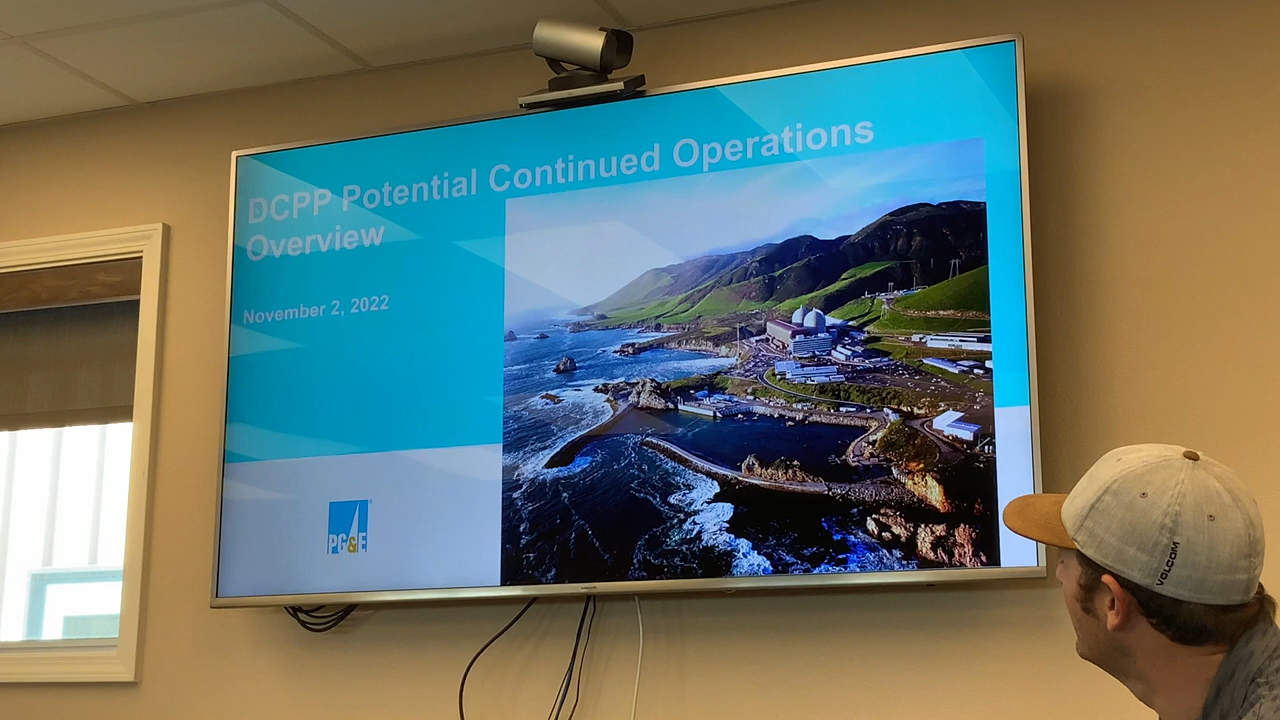 DCPP Potential Continued Operations
Overview
November 2, 2022
PG&E
VOLCOM